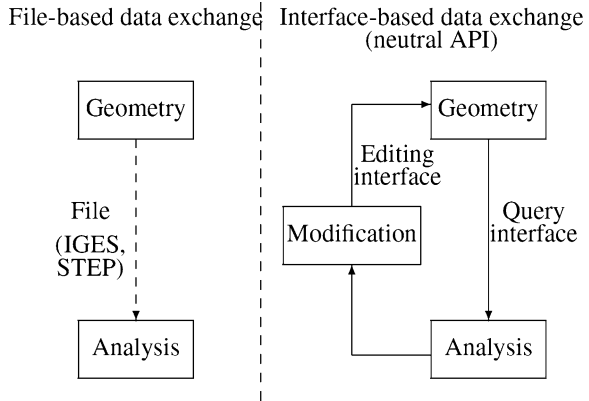 File-based data exchange
Geometry
File
(IGES,
STEP)
Analysis
Interface-based data exchange
(neutral API)
Geometry
Editing
interface
Modification
Query
interface
Analysis